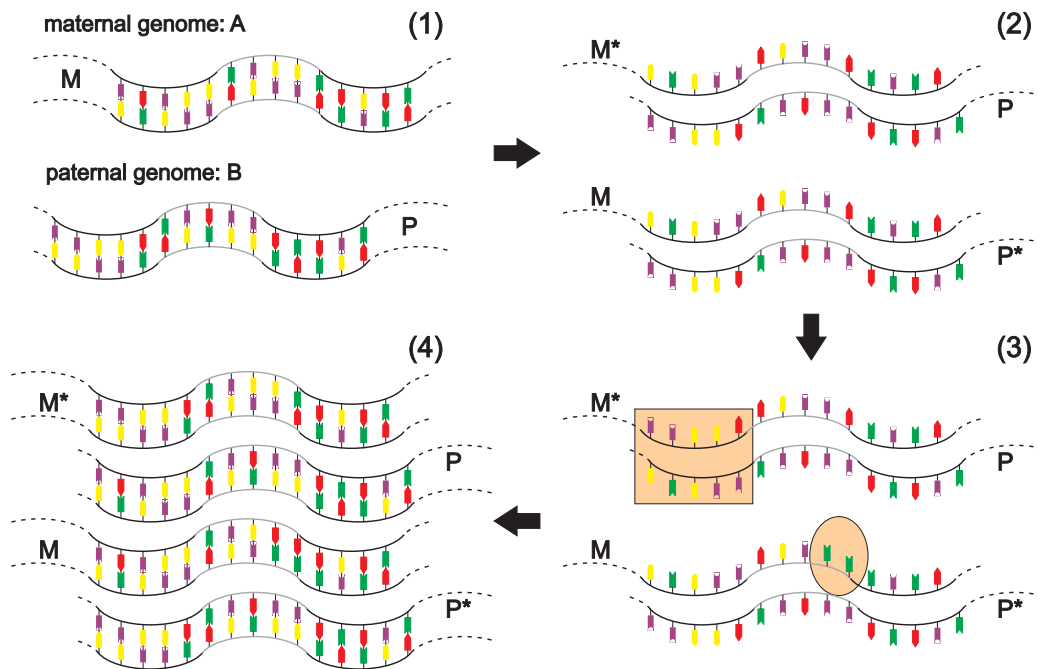 maternal genome: A
(1)
M
paternal genome: B
P
(2)
M*
P
M
P*
(3)
M*
P
M
P*
(4)
M*
P
M
P*